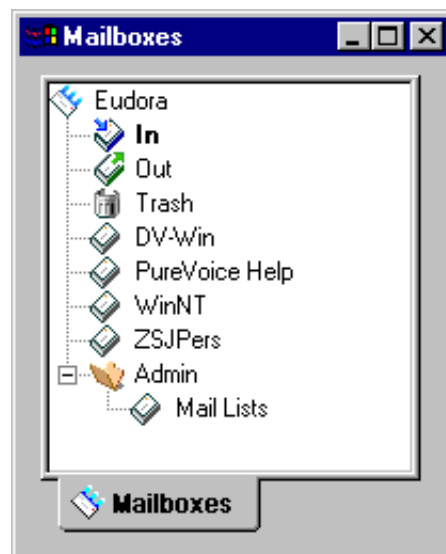 Mailboxes
Eudora
In
Out
Trash
DV-Win
PureVoice Help
WinNT
ZSJPers
Admin
Mail Lists
Mailboxes